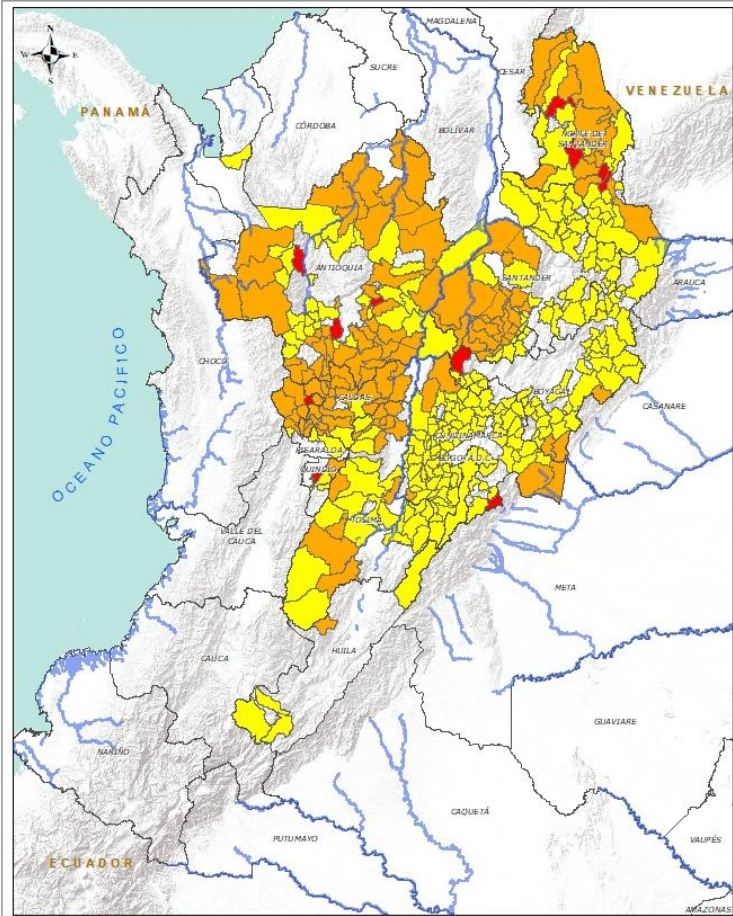 N
W E
S
MAGDALENA
SUCRE
CESAR
VENEZUELA
PANAMÁ
CÓRDOBA
BOLÍVAR
NORTE DE
SANTANDER
ANTIOQUIA
SANTANDER
ARAUCA
CHOCÓ
OCEANO PACIFICO
CALDAS
BOYACÁ
CASANARE
RISARALDA
CUNDINAMARCA
BOGOTÁ, D.C.
QUINDÍO
TOLIMA
VALLE DEL
CAUCA
META
CAUCA
HUILA
GUAVIARE
NARIÑO
CAQUETÁ
PUTUMAYO
VAUPÉS
ECUADOR
AMAZONAS